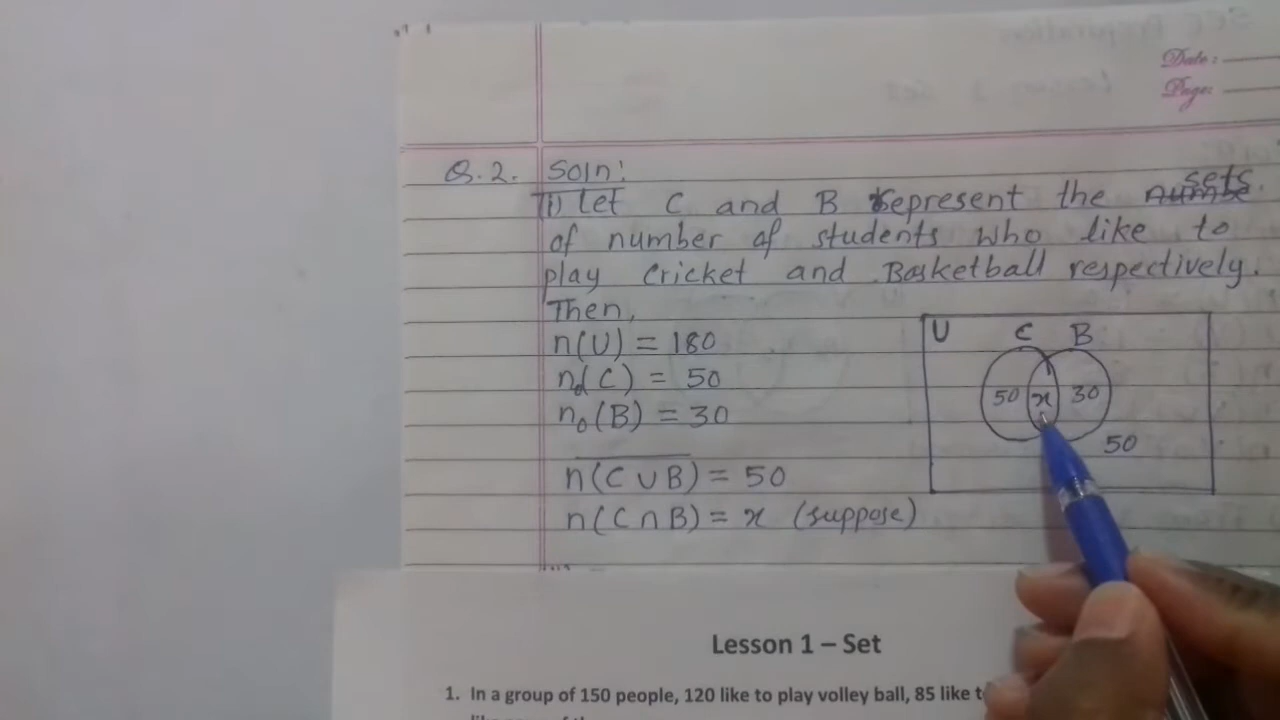 Date:
Page:
Q.2. Soln:
i) Let C and B represent the sets
of number of students who like to
play Cricket and Basketball respectively.
Then,
n(U) = 180
n₀(C) = 50
n₀(B) = 30
n(C ∪ B)‾ = 50
n(C ∩ B) = x (suppose)
U C B
50 x 30
50
Lesson 1 – Set
1. In a group of 150 people, 120 like to play volley ball, 85 like